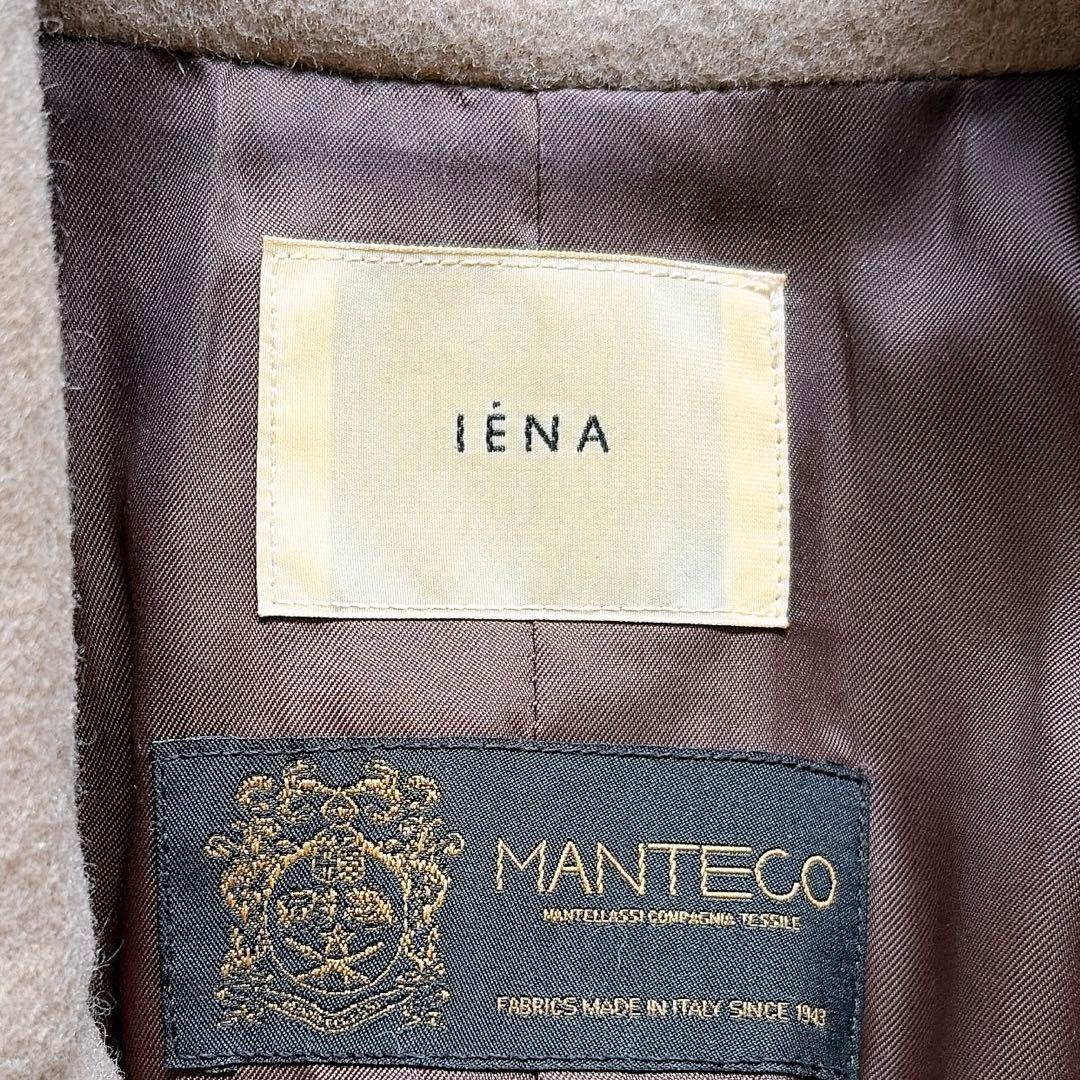 IÉNA
MANTECO
MANTELLASSI COMPAGNIA TESSILE
FABRICS MADE IN ITALY SINCE 1943